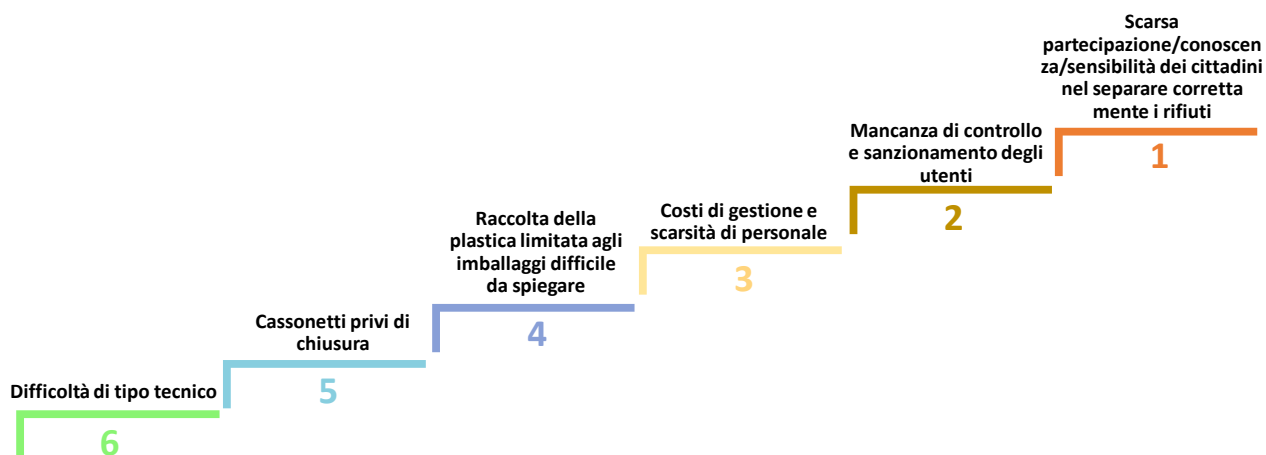 Scarsa
partecipazione/conoscen
za/sensibilità dei cittadini
nel separare corretta
mente i rifiuti
1
Mancanza di controllo
e sanzionamento degli
utenti
2
Costi di gestione e
scarsità di personale
3
Raccolta della
plastica limitata agli
imballaggi difficile
da spiegare
4
Cassonetti privi di
chiusura
5
Difficoltà di tipo tecnico
6